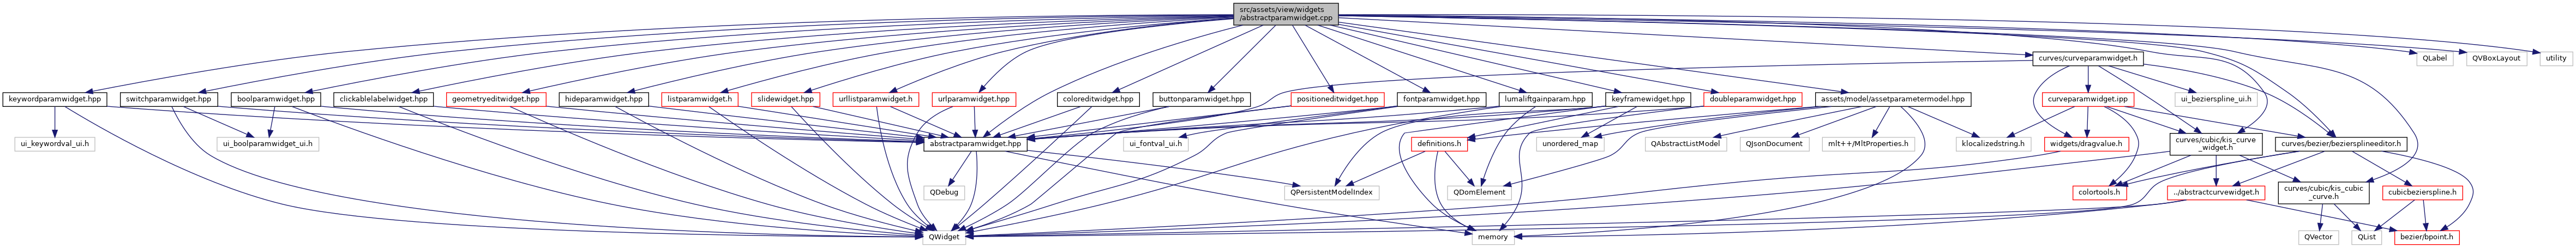 src/assets/view/widgets
/abstractparamwidget.cpp
curves/curveparamwidget.h
QLabel
QVBoxLayout
utility
keywordparamwidget.hpp
switchparamwidget.hpp
boolparamwidget.hpp
clickablelabelwidget.hpp
geometryeditwidget.hpp
hideparamwidget.hpp
listparamwidget.h
slidewidget.hpp
urllistparamwidget.h
urlparamwidget.hpp
coloreditwidget.hpp
buttonparamwidget.hpp
positioneditwidget.hpp
fontparamwidget.hpp
lumaliftgainparam.hpp
keyframewidget.hpp
doubleparamwidget.hpp
assets/model/assetparametermodel.hpp
curveparamwidget.ipp
ui_bezierspline_ui.h
ui_keywordval_ui.h
ui_boolparamwidget_ui.h
abstractparamwidget.hpp
ui_fontval_ui.h
definitions.h
unordered_map
QAbstractListModel
QJsonDocument
mlt++/MltProperties.h
klocalizedstring.h
widgets/dragvalue.h
curves/cubic/kis_curve
_widget.h
curves/bezier/beziersplineeditor.h
QDebug
QPersistentModelIndex
QDomElement
colortools.h
../abstractcurvewidget.h
curves/cubic/kis_cubic
_curve.h
cubicbezierspline.h
QWidget
memory
QVector
QList
bezier/bpoint.h